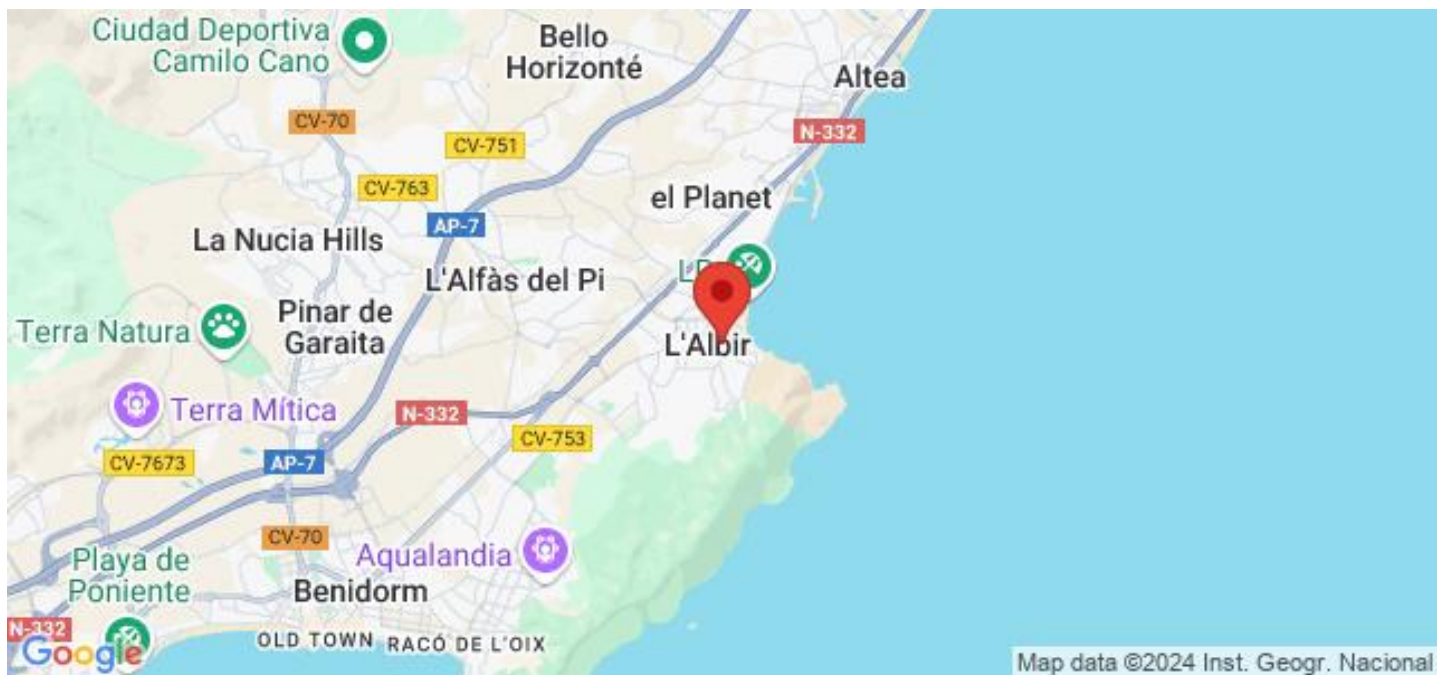 Ciudad Deportiva
Camilo Cano
Bello
Horizonté
Altea
CV-70
N-332
CV-751
CV-763
el Planet
AP-7
La Nucia Hills
L'Alfàs del Pi
Pinar de
Garaita
Terra Natura
L'Albir
Terra Mítica
N-332
CV-753
CV-7673
AP-7
CV-70
Aqualandia
Playa de
Poniente
Benidorm
N-332
OLD TOWN
RACÓ DE L'OIX
Google
Map data ©2024 Inst. Geogr. Nacional